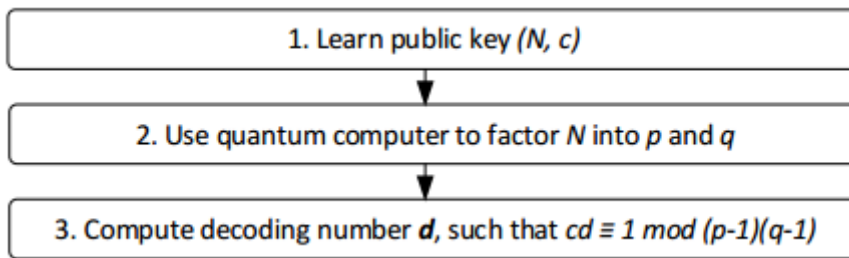 1. Learn public key (N, c)
2. Use quantum computer to factor N into p and q
3. Compute decoding number d, such that cd ≡ 1 mod (p-1)(q-1)